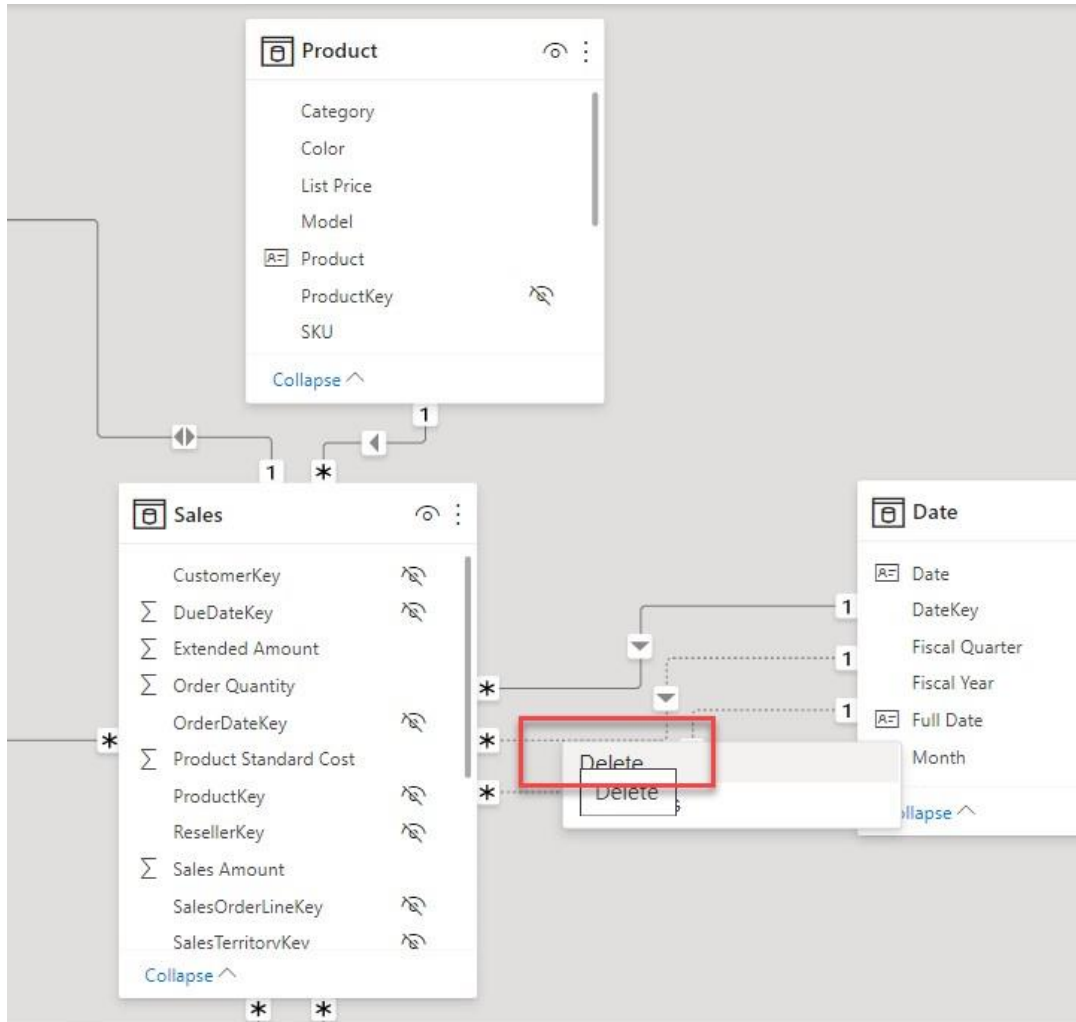 Product
Category
Color
List Price
Model
Product
ProductKey
SKU
Collapse
1
1
*
Sales
CustomerKey
DueDateKey
Extended Amount
Order Quantity
OrderDateKey
Product Standard Cost
ProductKey
ResellerKey
Sales Amount
SalesOrderLineKey
SalesTerritoryKey
Collapse
*
*
*
*
*
*
1
1
1
Date
Date
DateKey
Fiscal Quarter
Fiscal Year
Full Date
Month
Delete
Delete